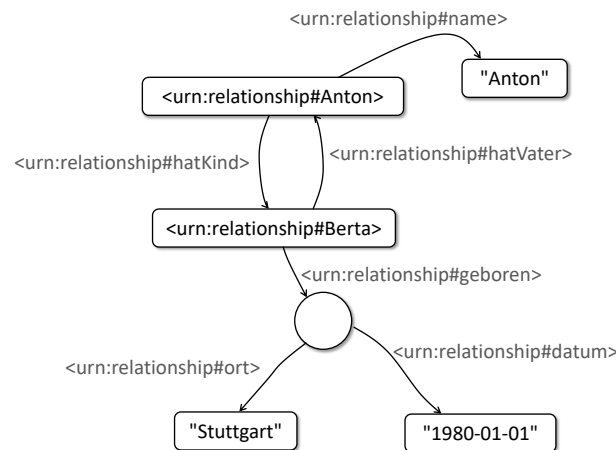 <urn:relationship#name>
"Anton"
<urn:relationship#Anton>
<urn:relationship#hatKind>
<urn:relationship#hatVater>
<urn:relationship#Berta>
<urn:relationship#geboren>
<urn:relationship#ort>
<urn:relationship#datum>
"Stuttgart"
"1980-01-01"